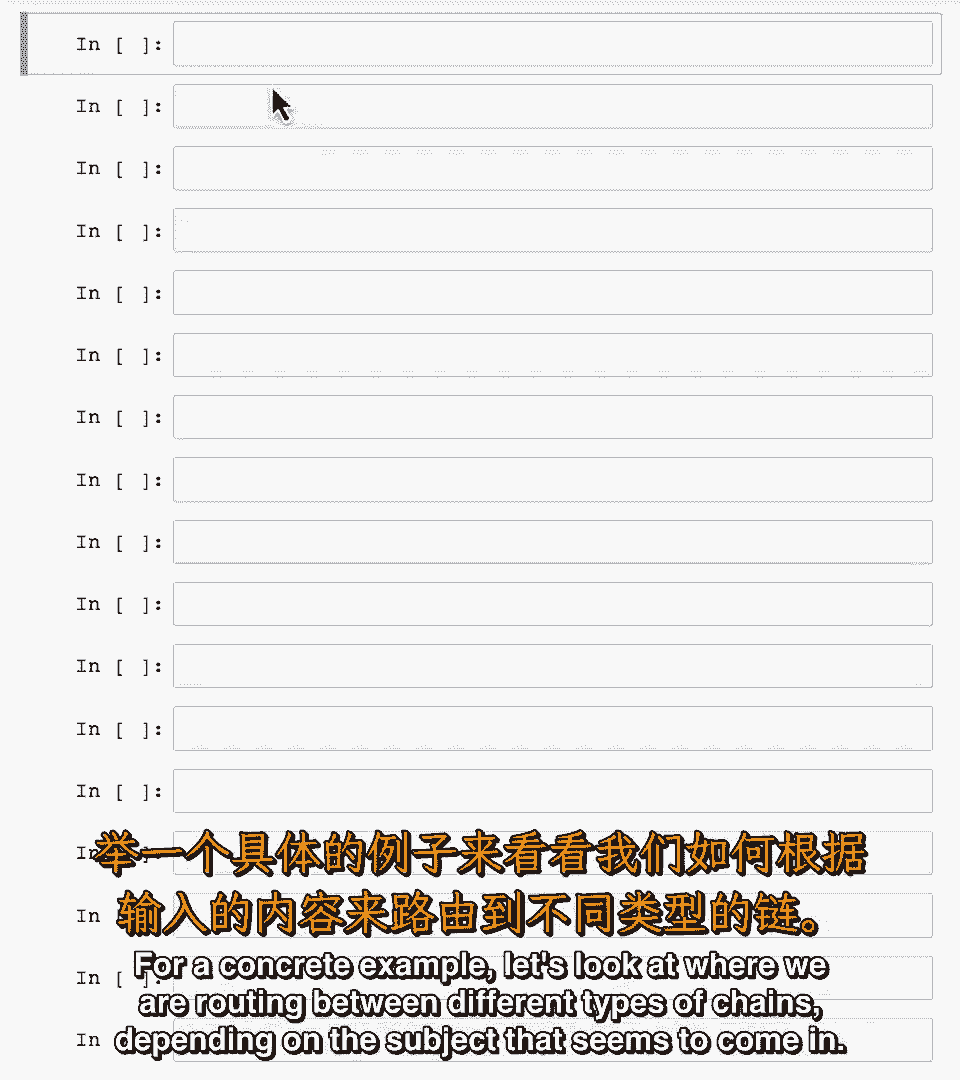 In [ ]:
In [ ]:
In [ ]:
In [ ]:
In [ ]:
In [ ]:
In [ ]:
In [ ]:
In [ ]:
In [ ]:
In [ ]:
In [ ]:
In [ ]:
In
举一个具体的例子来看看我们如何根据
In
输入的内容来路由到不同类型的链。
In [
For a concrete example, let's look at where we
are routing between different types of chains,
In
depending on the subject that seems to come in.